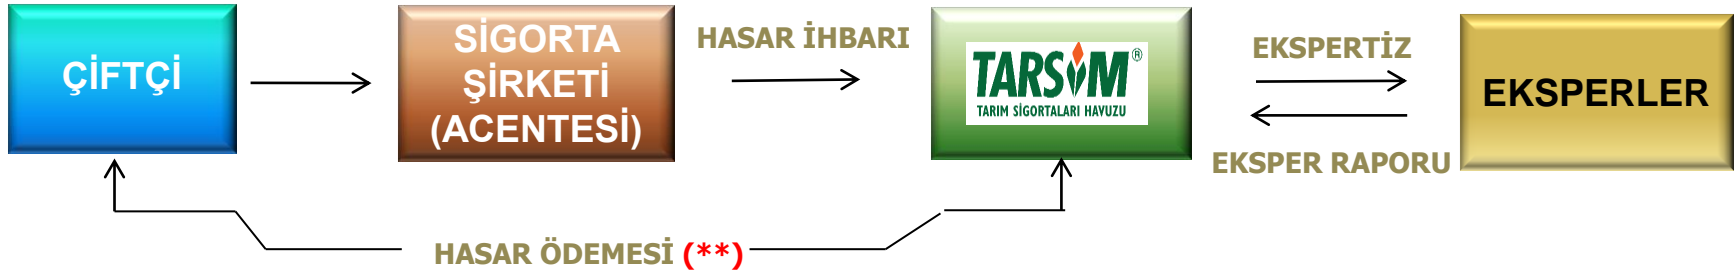 ÇİFTÇİ
SİGORTA
ŞİRKETİ
(ACENTESİ)
HASAR İHBARI
TARSİM®
TARIM SİGORTALARI HAVUZU
EKSPERTİZ
EKSPER RAPORU
EKSPERLER
HASAR ÖDEMESİ (**)